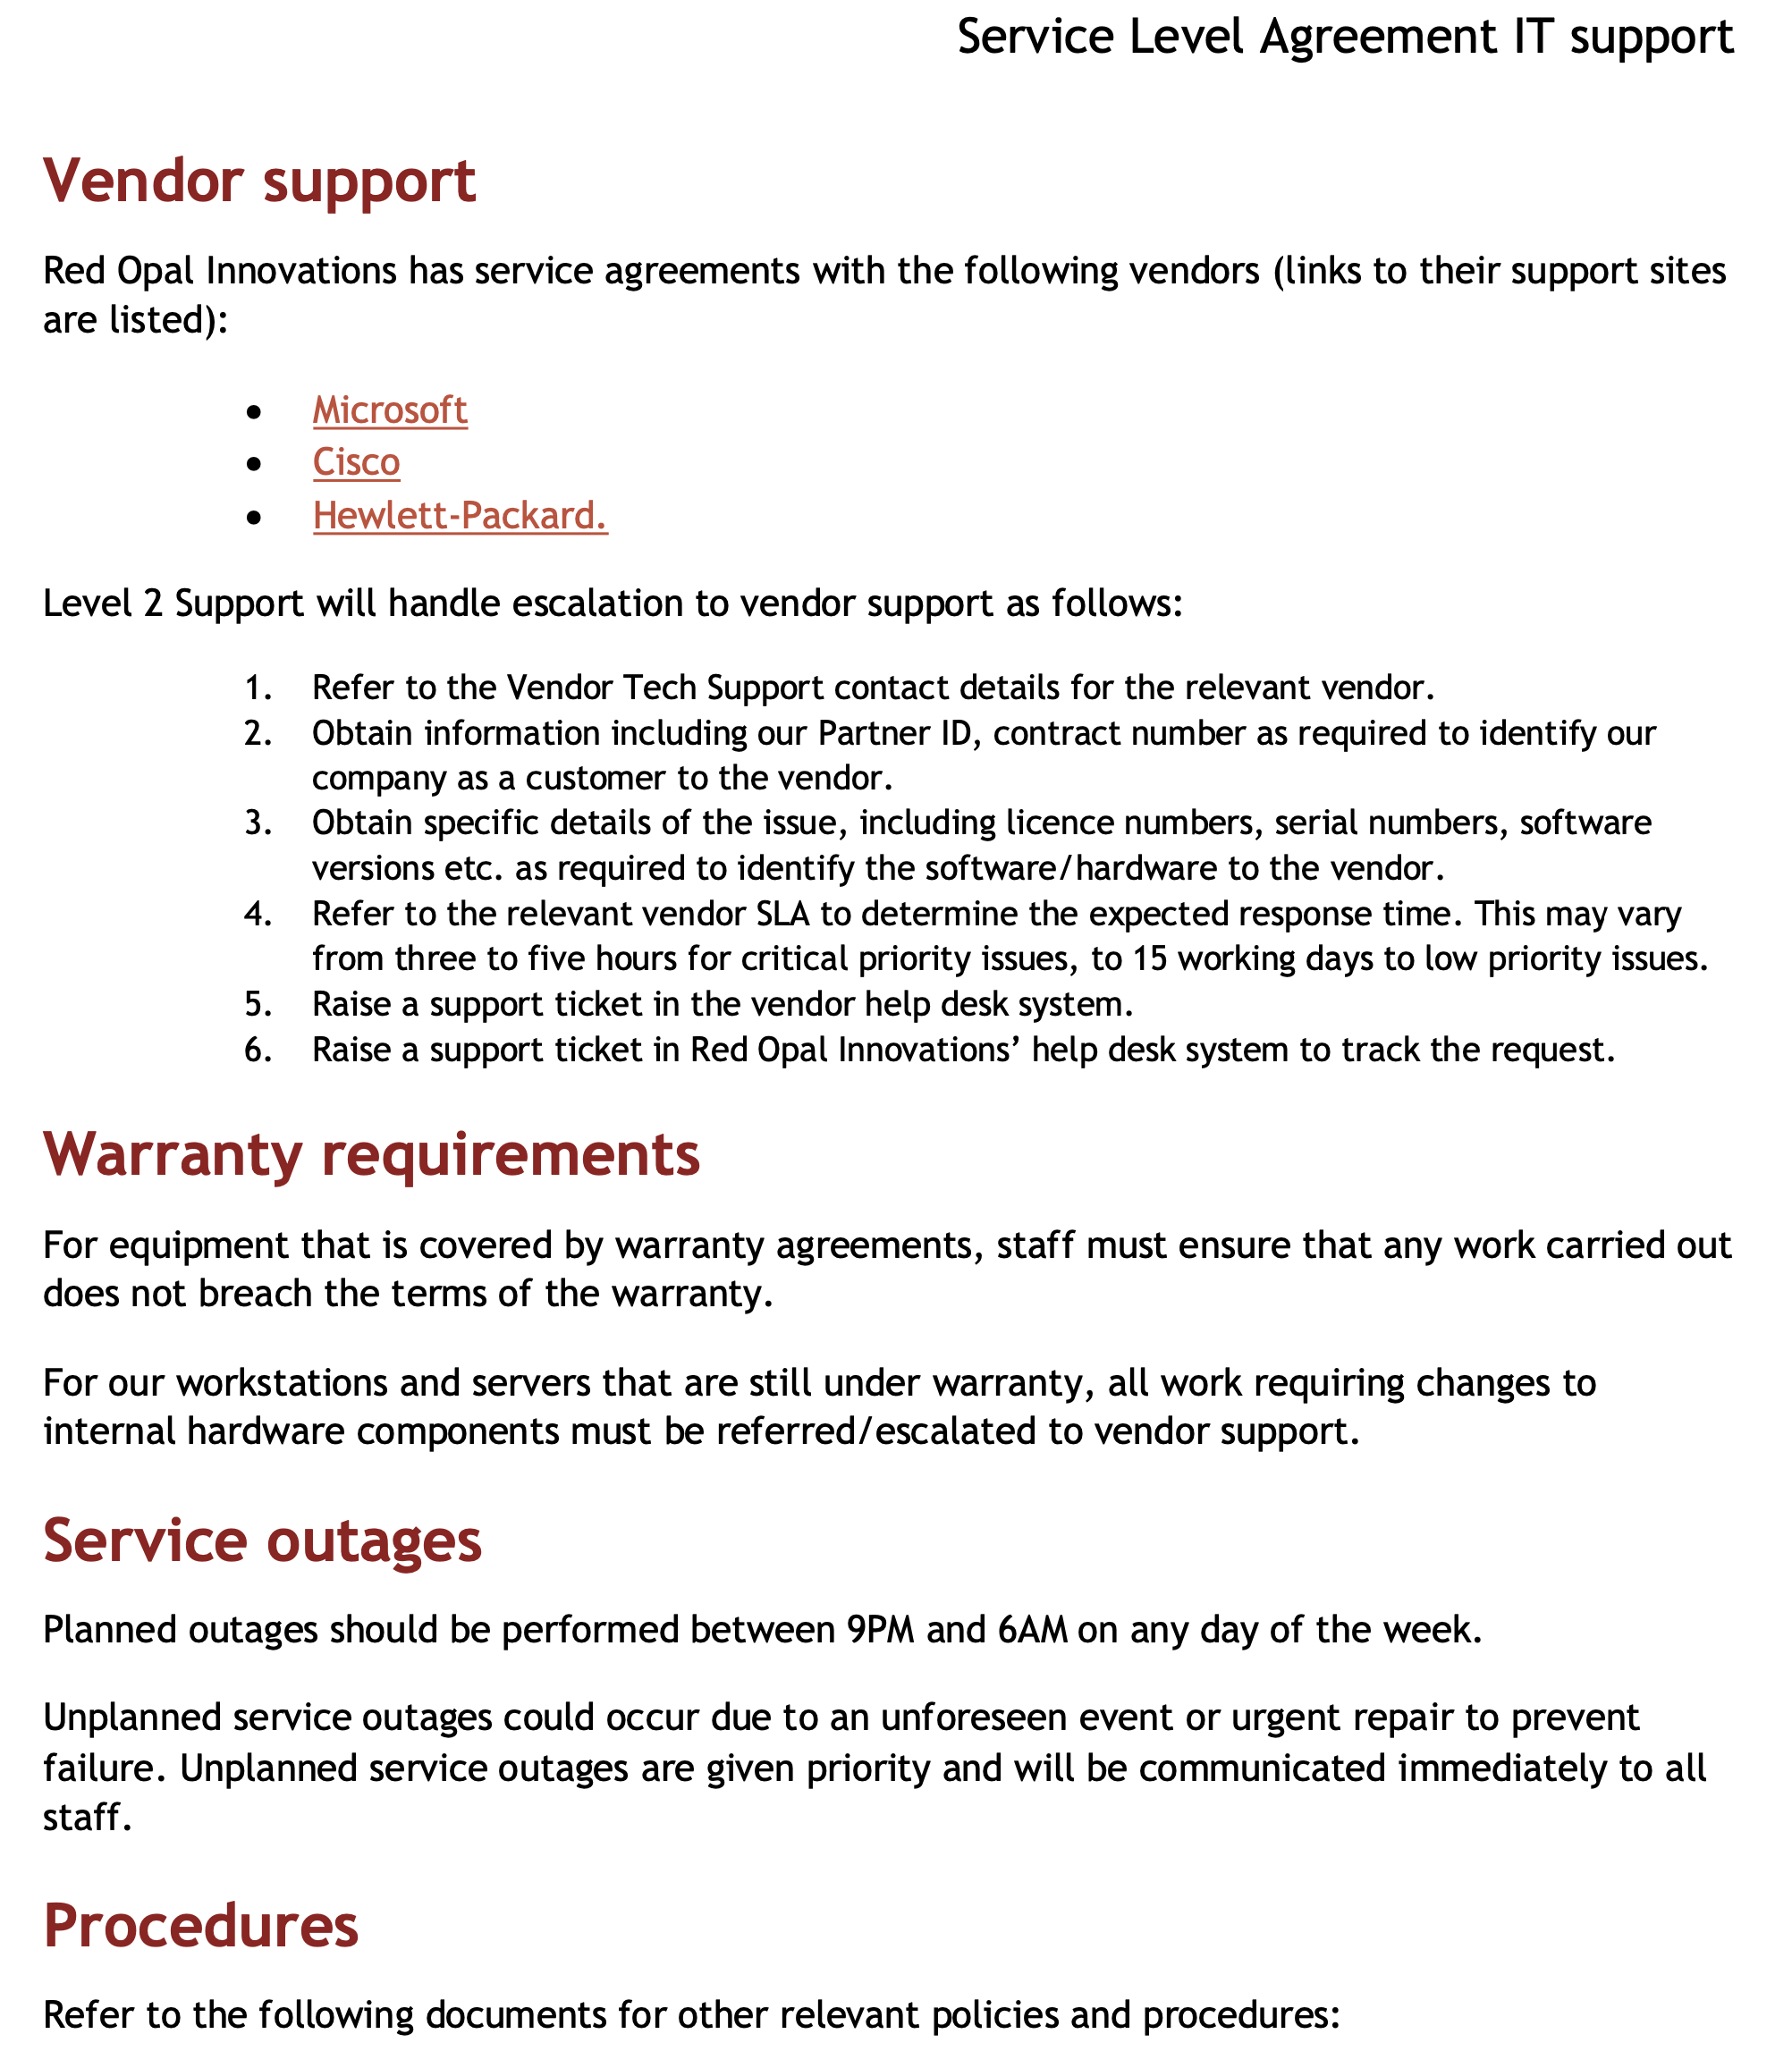 Service Level Agreement IT support
Vendor support
Red Opal Innovations has service agreements with the following vendors (links to their support sites
are listed):
• Microsoft
• Cisco
• Hewlett-Packard.
Level 2 Support will handle escalation to vendor support as follows:
1. Refer to the Vendor Tech Support contact details for the relevant vendor.
2. Obtain information including our Partner ID, contract number as required to identify our
company as a customer to the vendor.
3. Obtain specific details of the issue, including licence numbers, serial numbers, software
versions etc. as required to identify the software/hardware to the vendor.
4. Refer to the relevant vendor SLA to determine the expected response time. This may vary
from three to five hours for critical priority issues, to 15 working days to low priority issues.
5. Raise a support ticket in the vendor help desk system.
6. Raise a support ticket in Red Opal Innovations’ help desk system to track the request.
Warranty requirements
For equipment that is covered by warranty agreements, staff must ensure that any work carried out
does not breach the terms of the warranty.
For our workstations and servers that are still under warranty, all work requiring changes to
internal hardware components must be referred/escalated to vendor support.
Service outages
Planned outages should be performed between 9PM and 6AM on any day of the week.
Unplanned service outages could occur due to an unforeseen event or urgent repair to prevent
failure. Unplanned service outages are given priority and will be communicated immediately to all
staff.
Procedures
Refer to the following documents for other relevant policies and procedures: